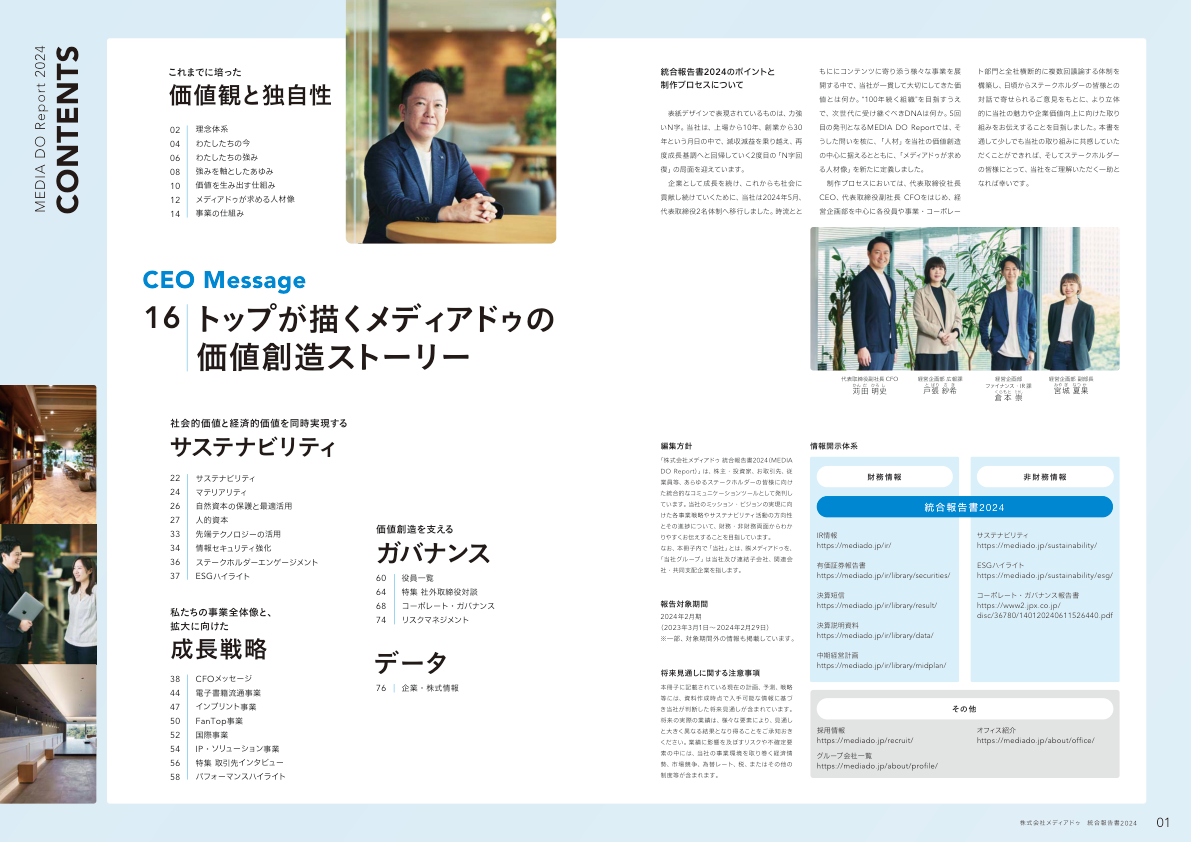 MEDIA DO Report 2024
CONTENTS
これまでに培った
価値観と独自性
02 理念体系
04 わたしたちの今
06 わたしたちの強み
08 強みを軸としたあゆみ
10 価値を生み出す仕組み
12 メディアドゥが求める人材像
14 事業の仕組み
CEO Message
16 トップが描くメディアドゥの
価値創造ストーリー
社会的価値と経済的価値を同時実現する
サステナビリティ
22 サステナビリティ
24 マテリアリティ
26 自然資本の保護と最適活用
27 人的資本
33 先端テクノロジーの活用
34 情報セキュリティ強化
36 ステークホルダーエンゲージメント
37 ESGハイライト
私たちの事業全体像と、
拡大に向けた
成長戦略
38 CFOメッセージ
44 電子書籍流通事業
47 インプリント事業
50 FanTop事業
52 国際事業
54 IP・ソリューション事業
56 特集 取引先インタビュー
58 パフォーマンスハイライト
価値創造を支える
ガバナンス
60 役員一覧
64 特集 社外取締役対談
68 コーポレート・ガバナンス
74 リスクマネジメント
データ
76 企業・株式情報
統合報告書2024のポイントと
制作プロセスについて
表紙デザインで表現されているものは、力強
いN字。当社は、上場から10年、創業から30
年という月日の中で、減収減益を乗り越え、再
度成長基調へと回帰していく2度目の「N字回
復」の局面を迎えています。
企業として成長を続け、これからも社会に
貢献し続けていくために、当社は2024年5月、
代表取締役2名体制へ移行しました。時流とと
もににコンテンツに寄り添う様々な事業を展
開する中で、当社が一貫して大切にしてきた価
値とは何か。“100年続く組織”を目指すうえ
で、次世代に受け継ぐべきDNAは何か。5回
目の発刊となるMEDIA DO Reportでは、そ
うした問いを核に、「人材」を当社の価値創造
の中心に据えるとともに、「メディアドゥが求め
る人材像」を新たに定義しました。
制作プロセスにおいては、代表取締役社長
CEO、代表取締役副社長 CFOをはじめ、経
営企画部を中心に各役員や事業・コーポレー
ト部門と全社横断的に複数回議論する体制を
構築し、日頃からステークホルダーの皆様との
対話で寄せられるご意見をもとに、より立体
的に当社の魅力や企業価値向上に向けた取り
組みをお伝えすることを目指しました。本書を
通して少しでも当社の取り組みに共感していた
だくことができれば、そしてステークホルダー
の皆様にとって、当社をご理解いただく一助と
なれば幸いです。
代表取締役副社長 CFO
苅田 明史
経営企画部 広報課
戸張 紗希
経営企画部
ファイナンス・IR課
倉本 崇
経営企画部 副部長
宮城 夏果
編集方針
「株式会社メディアドゥ 統合報告書2024（MEDIA
DO Report）」は、株主・投資家、お取引先、従
業員等、あらゆるステークホルダーの皆様に向け
た統合的なコミュニケーションツールとして発刊し
ています。当社のミッション・ビジョンの実現に向
けた各事業戦略やサステナビリティ活動の方向性
とその進捗について、財務・非財務両面からわか
りやすくお伝えすることを目指しています。
なお、本冊子内で「当社」とは、㈱メディアドゥを、
「当社グループ」は当社及び連結子会社、関連会
社・共同支配企業を指します。
報告対象期間
2024年2月期
（2023年3月1日～2024年2月29日）
※一部、対象期間外の情報も掲載しています。
将来見通しに関する注意事項
本冊子に記載されている現在の計画、予測、戦略
等には、資料作成時点で入手可能な情報に基づ
き当社が判断した将来見通しが含まれています。
将来の実際の業績は、様々な要素により、見通し
と大きく異なる結果となり得ることをご承知おき
ください。業績に影響を及ぼすリスクや不確定要
素の中には、当社の事業環境を取り巻く経済情
勢、市場競争、為替レート、税、またはその他の
制度等が含まれます。
情報開示体系
財務情報
非財務情報
統合報告書2024
IR情報
https://mediado.jp/ir/
有価証券報告書
https://mediado.jp/ir/library/securities/
決算短信
https://mediado.jp/ir/library/result/
決算説明資料
https://mediado.jp/ir/library/data/
中期経営計画
https://mediado.jp/ir/library/midplan/
サステナビリティ
https://mediado.jp/sustainability/
ESGハイライト
https://mediado.jp/sustainability/esg/
コーポレート・ガバナンス報告書
https://www2.jpx.co.jp/
disc/36780/140120240611526440.pdf
その他
採用情報
https://mediado.jp/recruit/
グループ会社一覧
https://mediado.jp/about/profile/
オフィス紹介
https://mediado.jp/about/office/
株式会社メディアドゥ 統合報告書2024 01